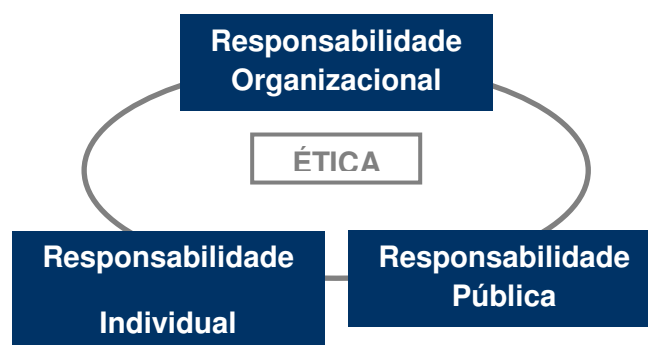 Responsabilidade
Organizacional
ÉTICA
Responsabilidade
Individual
Responsabilidade
Pública